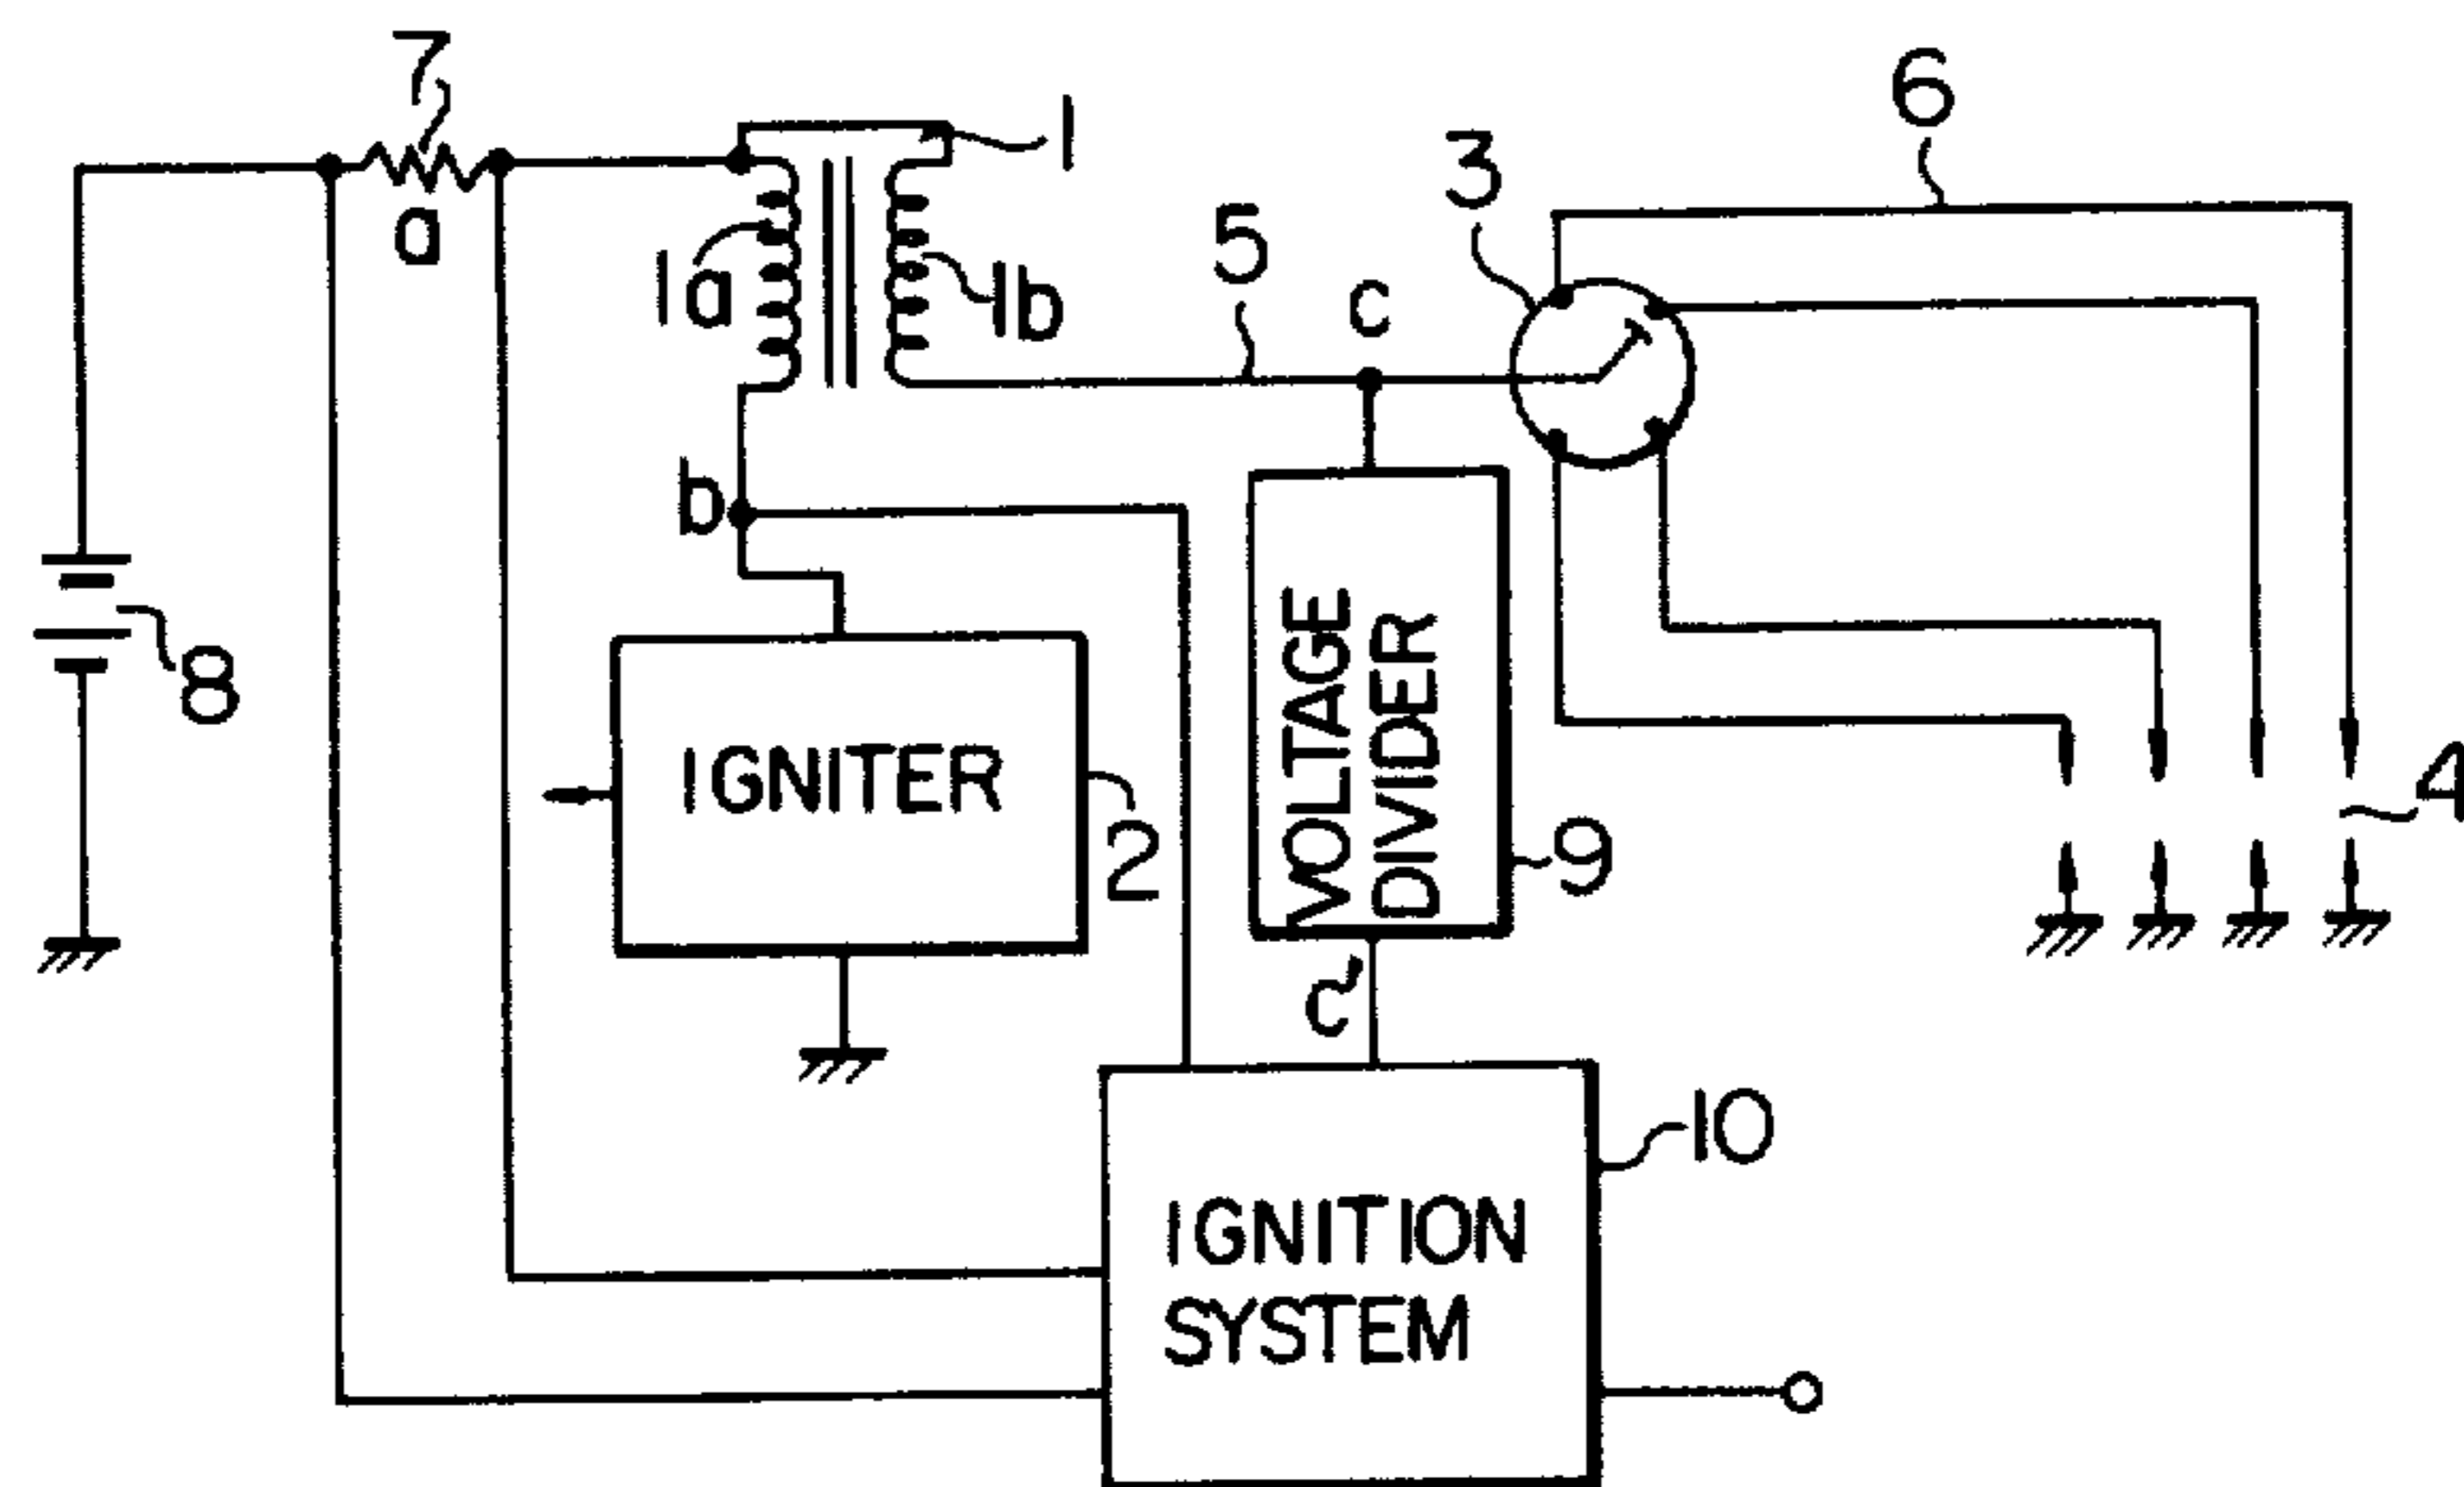 7
a
1
1a
1b
5
c
3
6
b
8
IGNITER
2
VOLTAGE
DIVIDER
9
4
c'
10
IGNITION
SYSTEM